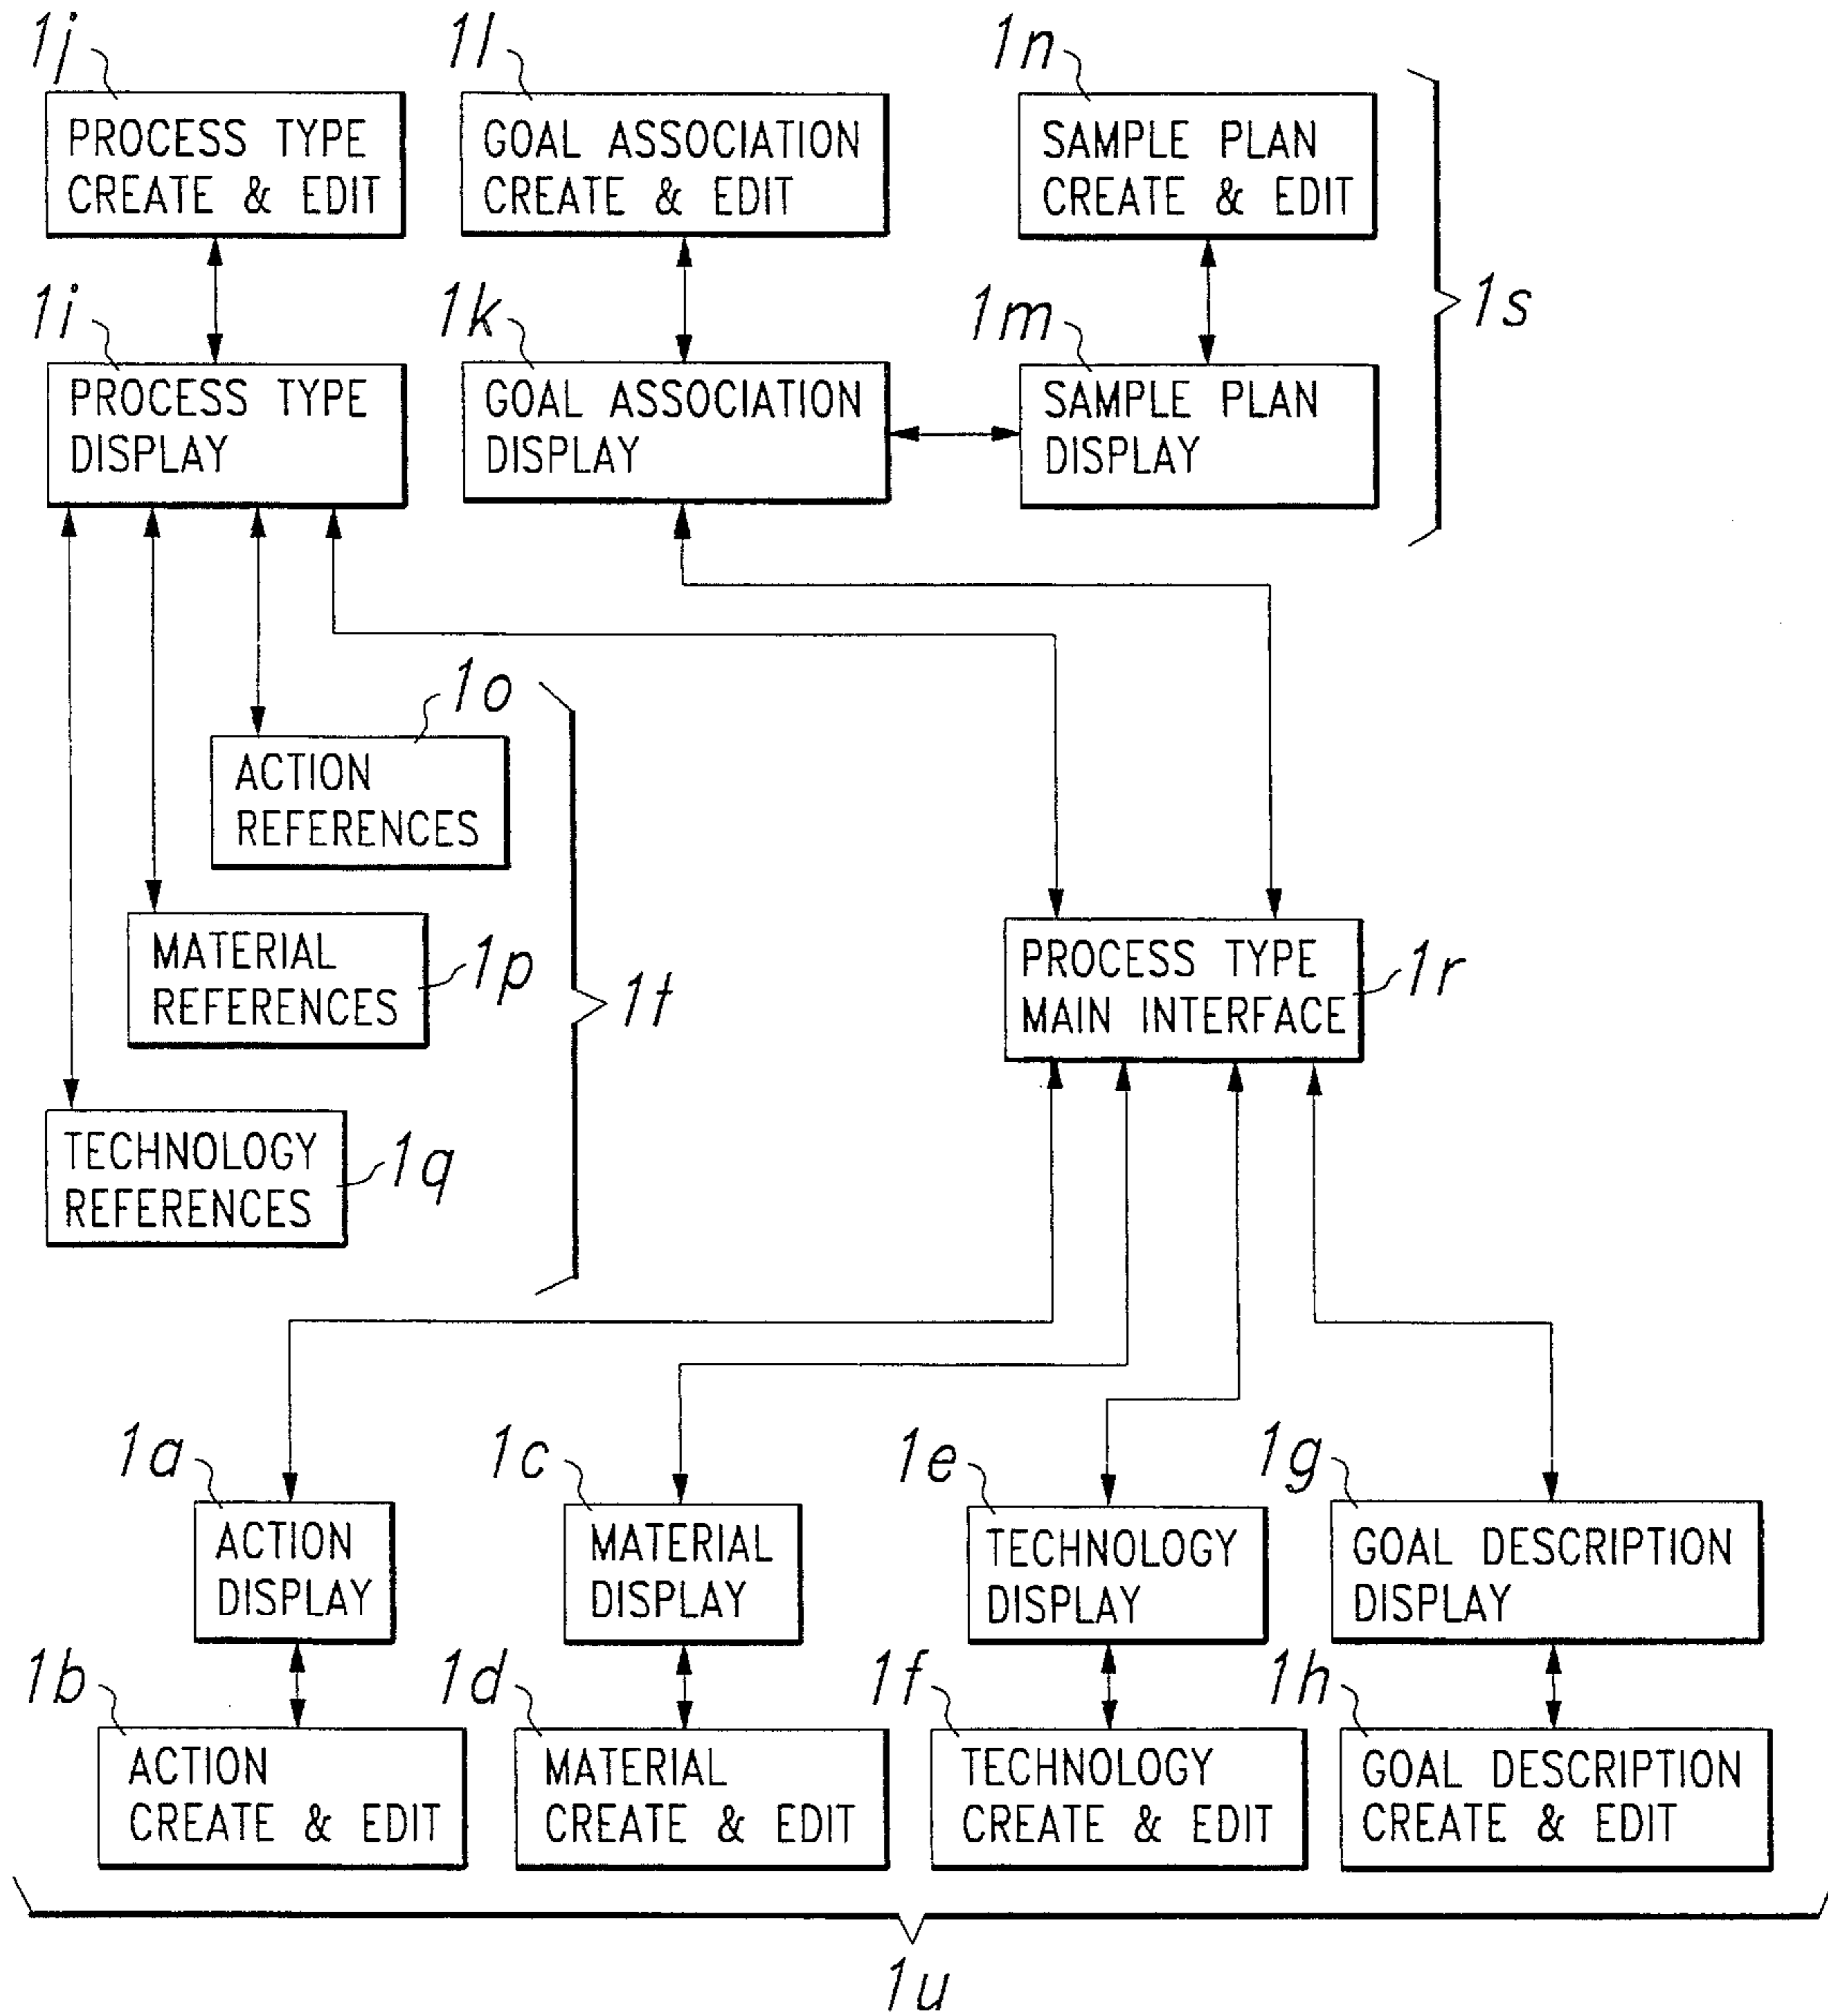 1j
1l
1n
PROCESS TYPE
CREATE & EDIT
GOAL ASSOCIATION
CREATE & EDIT
SAMPLE PLAN
CREATE & EDIT
1s
1i
1k
1m
PROCESS TYPE
DISPLAY
GOAL ASSOCIATION
DISPLAY
SAMPLE PLAN
DISPLAY
1o
ACTION
REFERENCES
MATERIAL
REFERENCES
1p
1t
PROCESS TYPE
MAIN INTERFACE
1r
TECHNOLOGY
REFERENCES
1q
1a
1c
1e
1g
ACTION
DISPLAY
MATERIAL
DISPLAY
TECHNOLOGY
DISPLAY
GOAL DESCRIPTION
DISPLAY
1b
1d
1f
1h
ACTION
CREATE & EDIT
MATERIAL
CREATE & EDIT
TECHNOLOGY
CREATE & EDIT
GOAL DESCRIPTION
CREATE & EDIT
1u